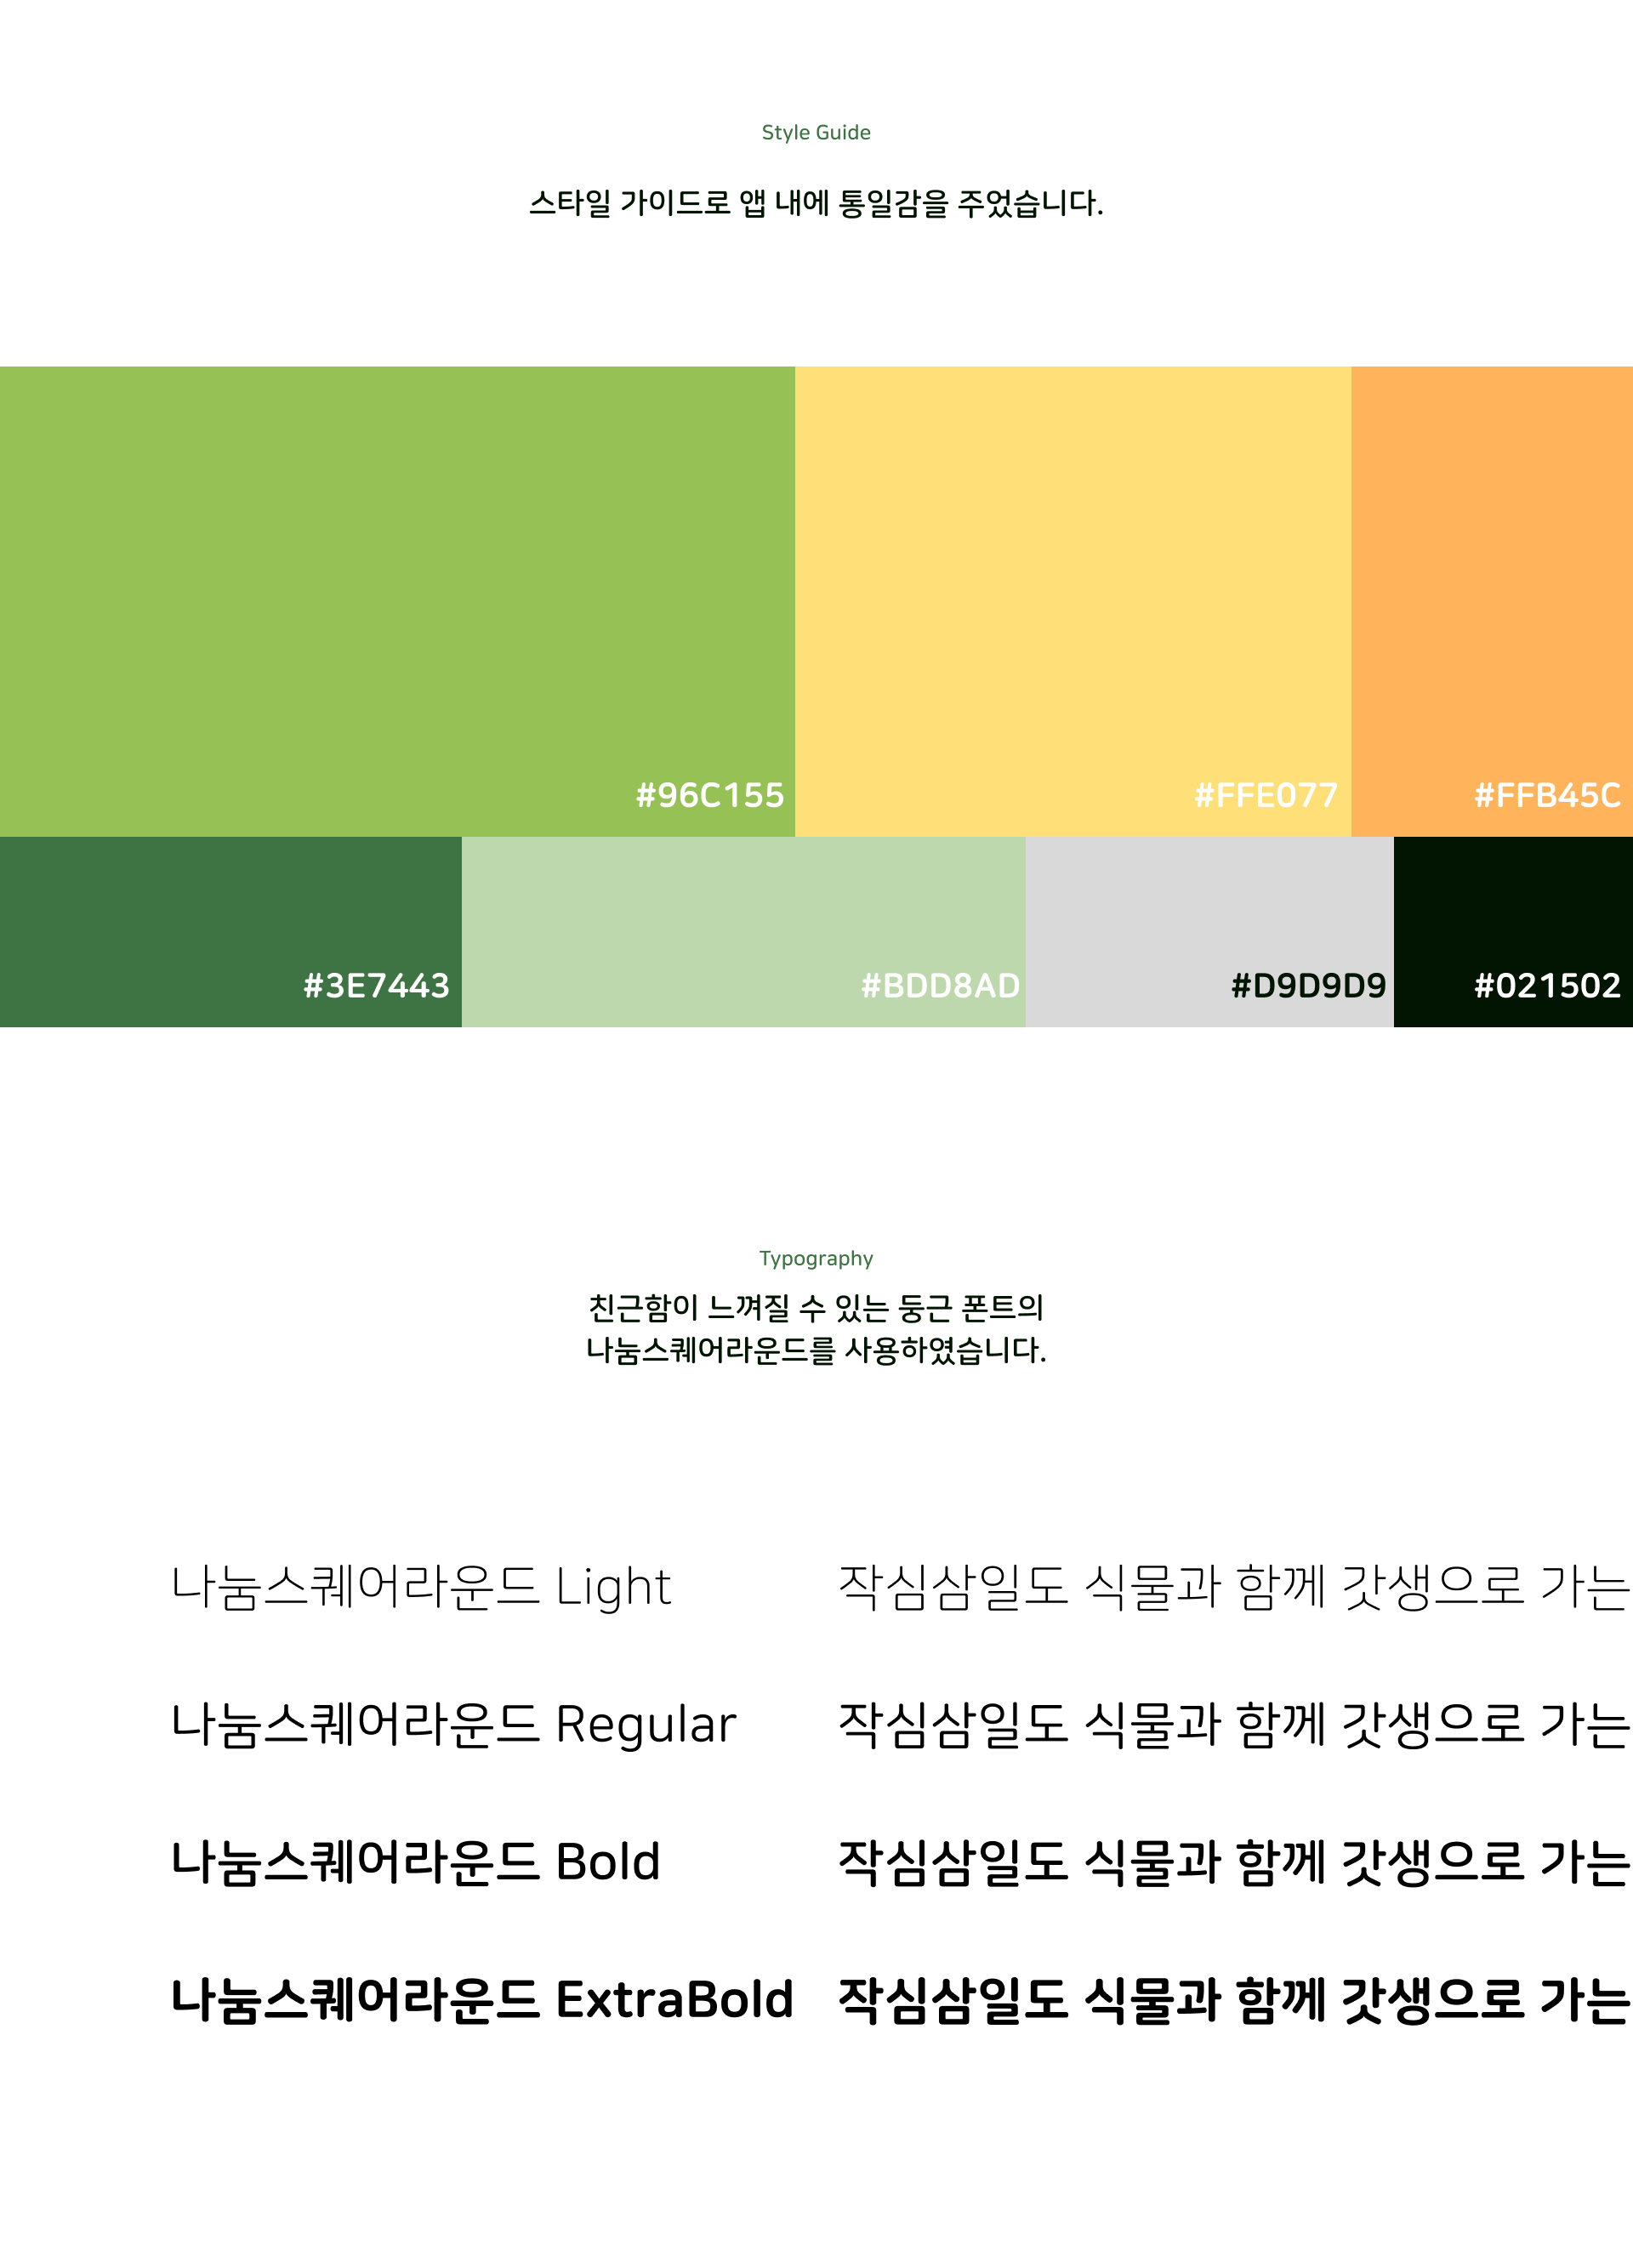 Style Guide
스타일 가이드로 앱 내에 통일감을 주었습니다.
#96C155
#FFE077
#FFB45C
#3E7443
#BDD8AD
#D9D9D9
#021502
Typography
친근함이 느껴질 수 있는 둥근 폰트의
나눔스퀘어라운드를 사용하였습니다.
나눔스퀘어라운드 Light
작심삼일도 식물과 함께 갓생으로 가는
나눔스퀘어라운드 Regular
작심삼일도 식물과 함께 갓생으로 가는
나눔스퀘어라운드 Bold
작심삼일도 식물과 함께 갓생으로 가는
나눔스퀘어라운드 ExtraBold
작심삼일도 식물과 함께 갓생으로 가는